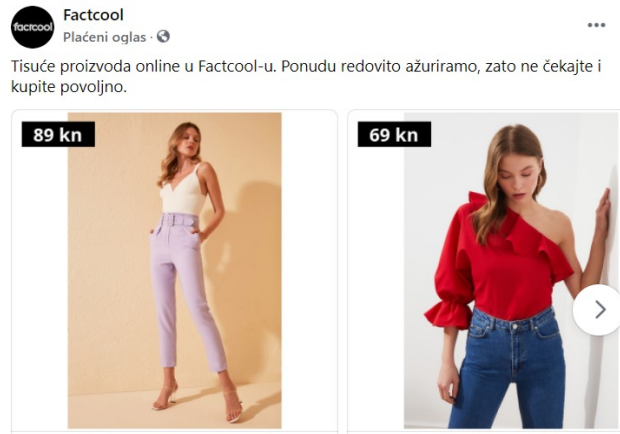 factcool
Factcool
Plaćeni oglas ·
Tisuće proizvoda online u Factcool-u. Ponudu redovito ažuriramo, zato ne čekajte i
kupite povoljno.
89 kn
69 kn